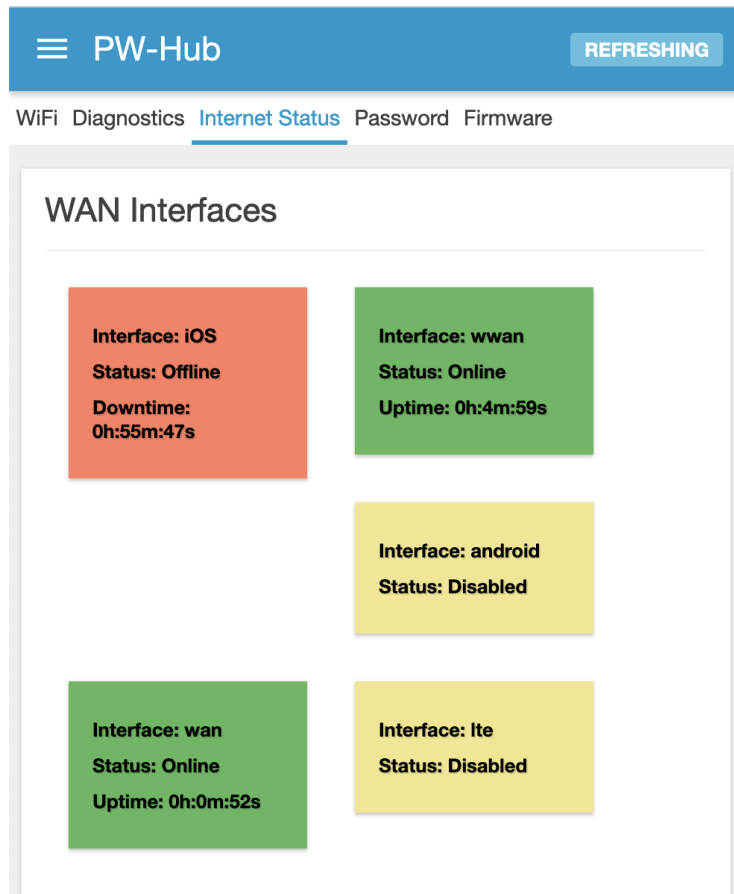 PW-Hub
REFRESHING
WiFi Diagnostics Internet Status Password Firmware
WAN Interfaces
Interface: iOS
Status: Offline
Downtime:
0h:55m:47s
Interface: wwan
Status: Online
Uptime: 0h:4m:59s
Interface: android
Status: Disabled
Interface: wan
Status: Online
Uptime: 0h:0m:52s
Interface: lte
Status: Disabled